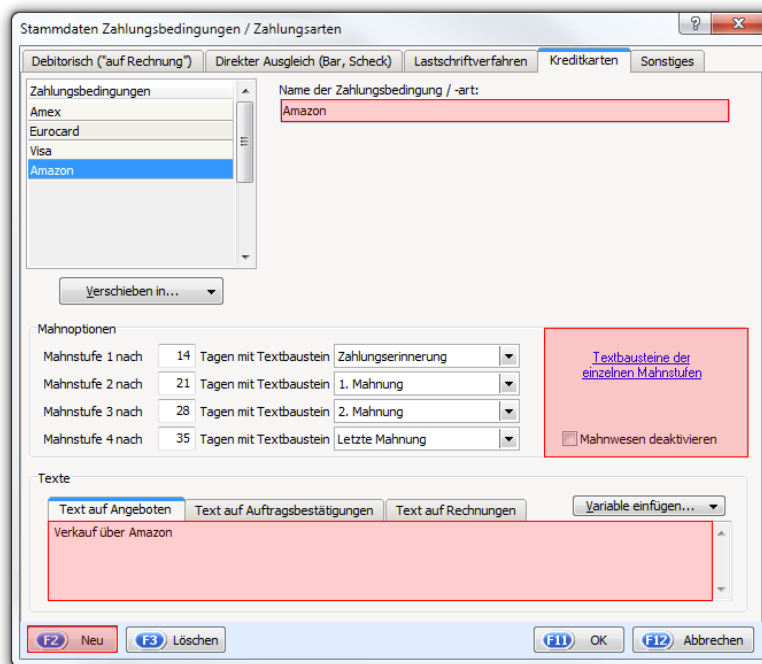 Stammdaten Zahlungsbedingungen / Zahlungsarten
?
X
Debitorisch ("auf Rechnung")
Direkter Ausgleich (Bar, Scheck)
Lastschriftverfahren
Kreditkarten
Sonstiges
Zahlungsbedingungen
Amex
Eurocard
Visa
Amazon
Name der Zahlungsbedingung / -art:
Amazon
Verschieben in...
Mahnoptionen
Mahnstufe 1 nach 14 Tagen mit Textbaustein Zahlungserinnerung
Mahnstufe 2 nach 21 Tagen mit Textbaustein 1. Mahnung
Mahnstufe 3 nach 28 Tagen mit Textbaustein 2. Mahnung
Mahnstufe 4 nach 35 Tagen mit Textbaustein Letzte Mahnung
Textbausteine der
einzelnen Mahnstufen
Mahnwesen deaktivieren
Texte
Text auf Angeboten
Text auf Auftragsbestätigungen
Text auf Rechnungen
Variable einfügen...
Verkauf über Amazon
F2 Neu
F3 Löschen
F11 OK
F12 Abbrechen